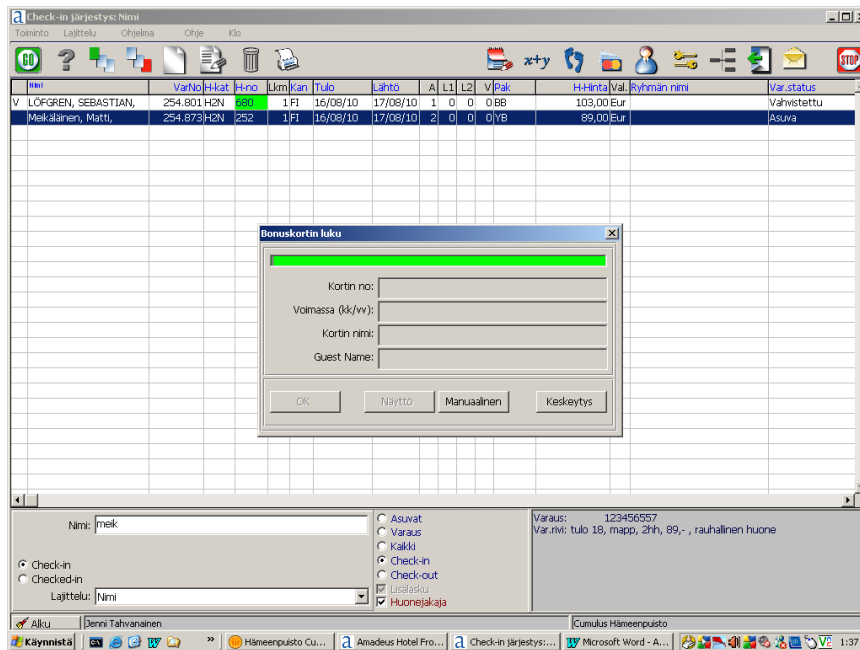 Check-in järjestys: Nimi
Toiminto Lajittelu Ohjelma Ohje Klo
GO ? x+y STOP
Nimi VarNo H-kat H-no Lkm Kan Tulo Lähtö A L1 L2 V Pak H-Hinta Val. Ryhmän nimi Var.status
V LÖFGREN, SEBASTIAN, 254.801 H2N 680 1 FI 16/08/10 17/08/10 1 0 0 0 BB 103,00 Eur Vahvistettu
Meikäläinen, Matti, 254.873 H2N 252 1 FI 16/08/10 17/08/10 2 0 0 0 YB 89,00 Eur Asuva
Bonuskortin luku
Kortin no:
Voimassa (kk/vv):
Kortin nimi:
Guest Name:
OK Näyttö Manuaalinen Keskeytys
Nimi: meik
Check-in
Checked-in
Lajittelu: Nimi
Asuvat
Varaus
Kaikki
Check-in
Check-out
Lisälasku
Huonejakaja
Varaus: 123456557
Var.rivi: tulo 18, mapp, 2hh, 89,- , rauhallinen huone
Alku Jenni Tahvanainen Cumulus Hämeenpuisto
Käynnistä » Hämeenpuisto Cu... Amadeus Hotel Fro... Check-in järjestys:... Microsoft Word - A... 1:37